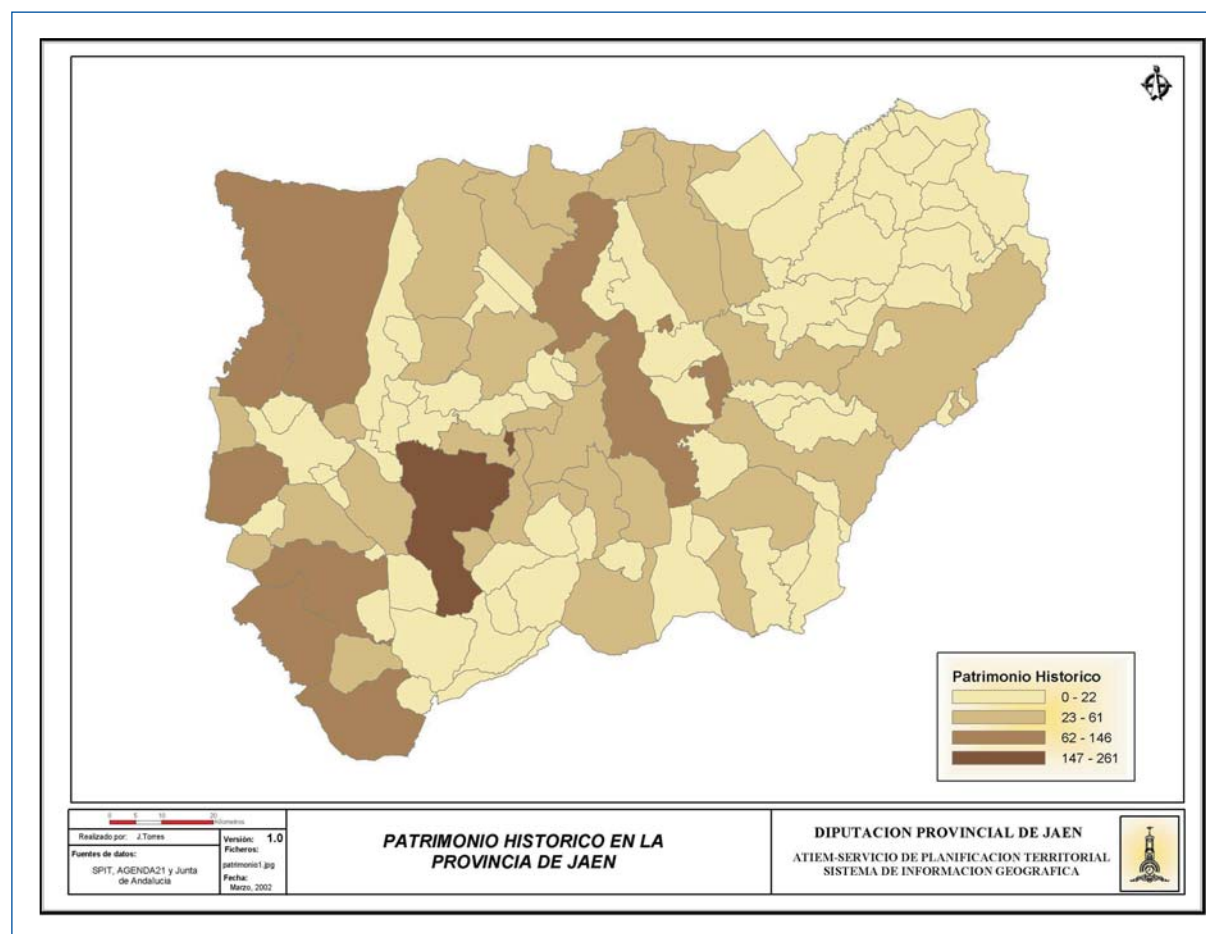 Patrimonio Historico
0 - 22
23 - 61
62 - 146
147 - 261
0 5 10 20
Kilometros
Realizado por: J.Torres
Fuentes de datos:
SPIT, AGENDA21 y Junta
de Andalucia
Versión: 1.0
Ficheros:
patrimonio1.jpg
Fecha:
Marzo, 2002
PATRIMONIO HISTORICO EN LA
PROVINCIA DE JAEN
DIPUTACION PROVINCIAL DE JAEN
ATIEM-SERVICIO DE PLANIFICACION TERRITORIAL
SISTEMA DE INFORMACION GEOGRAFICA